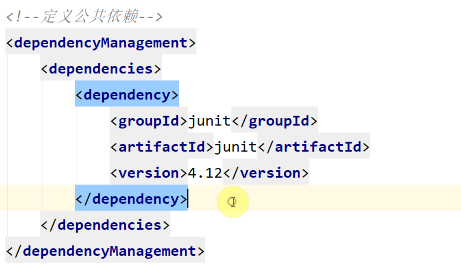 <!--定义公共依赖-->
<dependencyManagement>
<dependencies>
<dependency>
<groupId>junit</groupId>
<artifactId>junit</artifactId>
<version>4.12</version>
</dependency>
</dependencies>
</dependencyManagement>